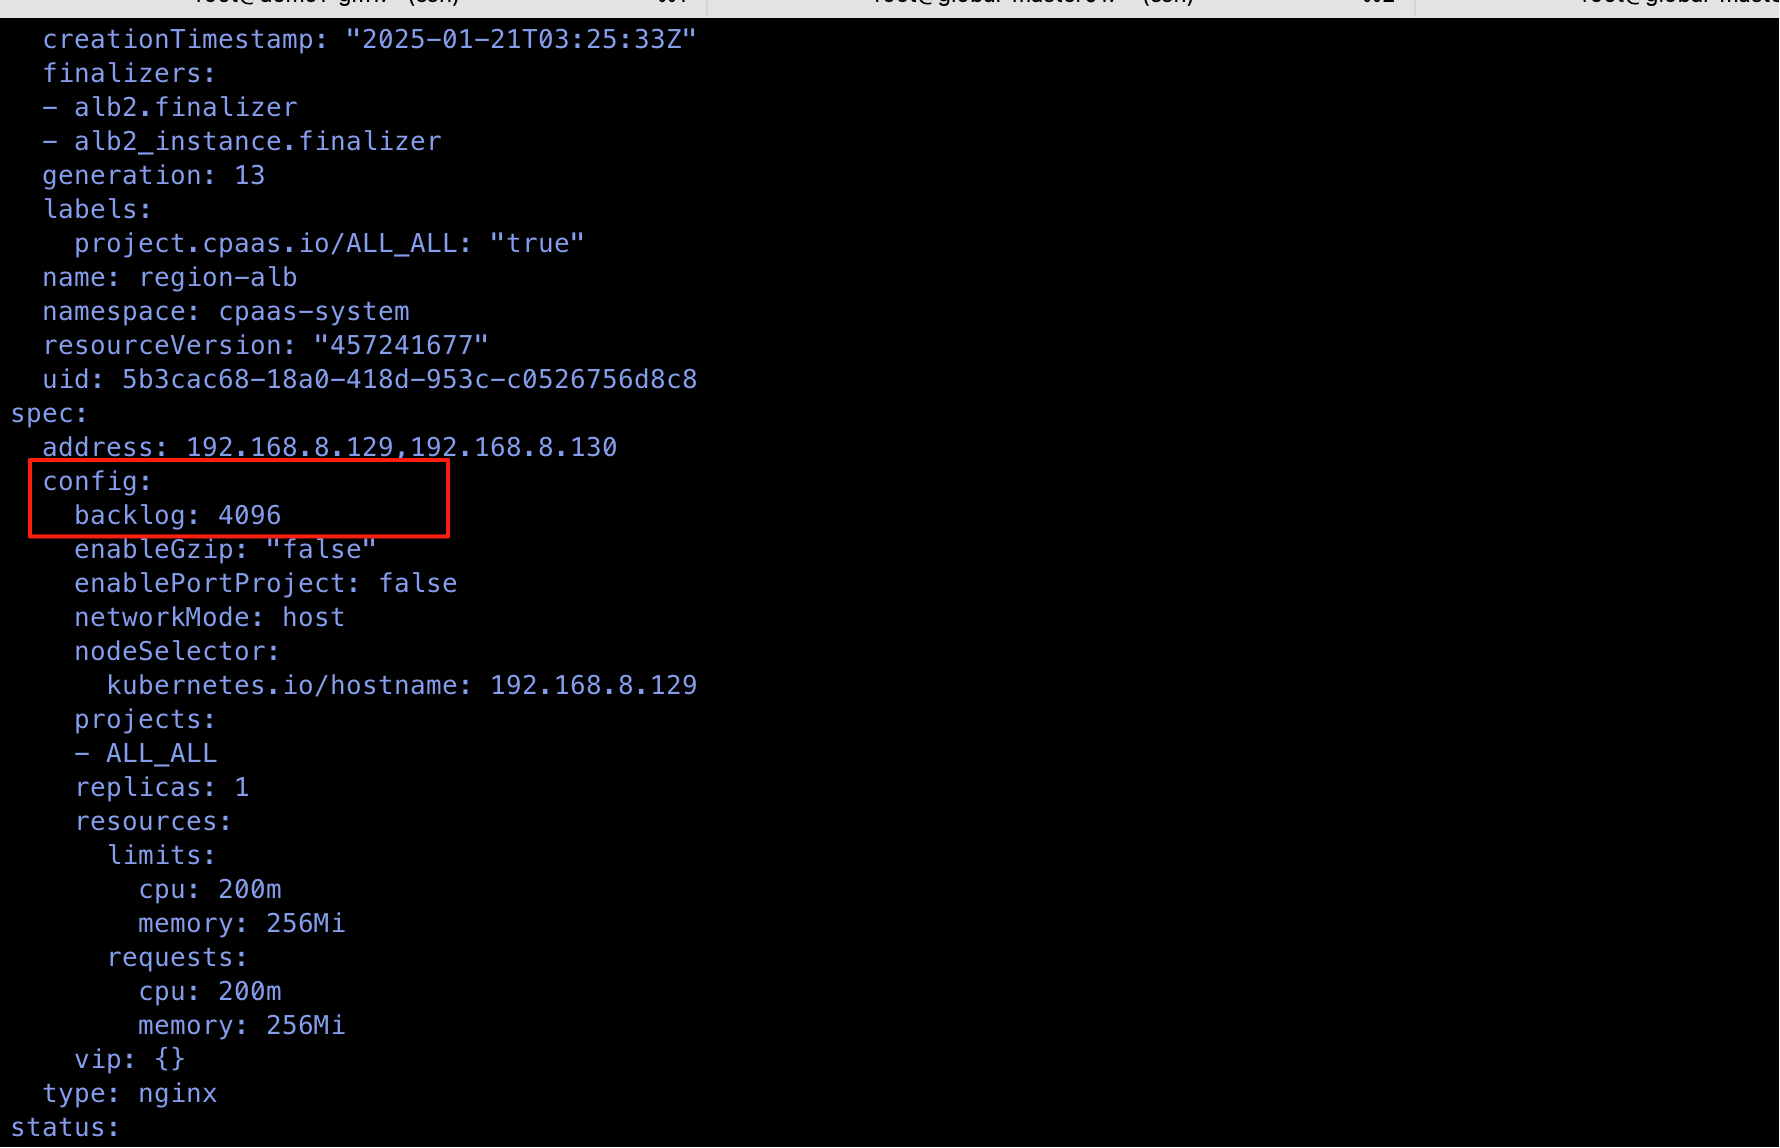 creationTimestamp: "2025-01-21T03:25:33Z"
finalizers:
- alb2.finalizer
- alb2_instance.finalizer
generation: 13
labels:
project.cpaas.io/ALL_ALL: "true"
name: region-alb
namespace: cpaas-system
resourceVersion: "457241677"
uid: 5b3cac68-18a0-418d-953c-c0526756d8c8
spec:
address: 192.168.8.129,192.168.8.130
config:
backlog: 4096
enableGzip: "false"
enablePortProject: false
networkMode: host
nodeSelector:
kubernetes.io/hostname: 192.168.8.129
projects:
- ALL_ALL
replicas: 1
resources:
limits:
cpu: 200m
memory: 256Mi
requests:
cpu: 200m
memory: 256Mi
vip: {}
type: nginx
status: